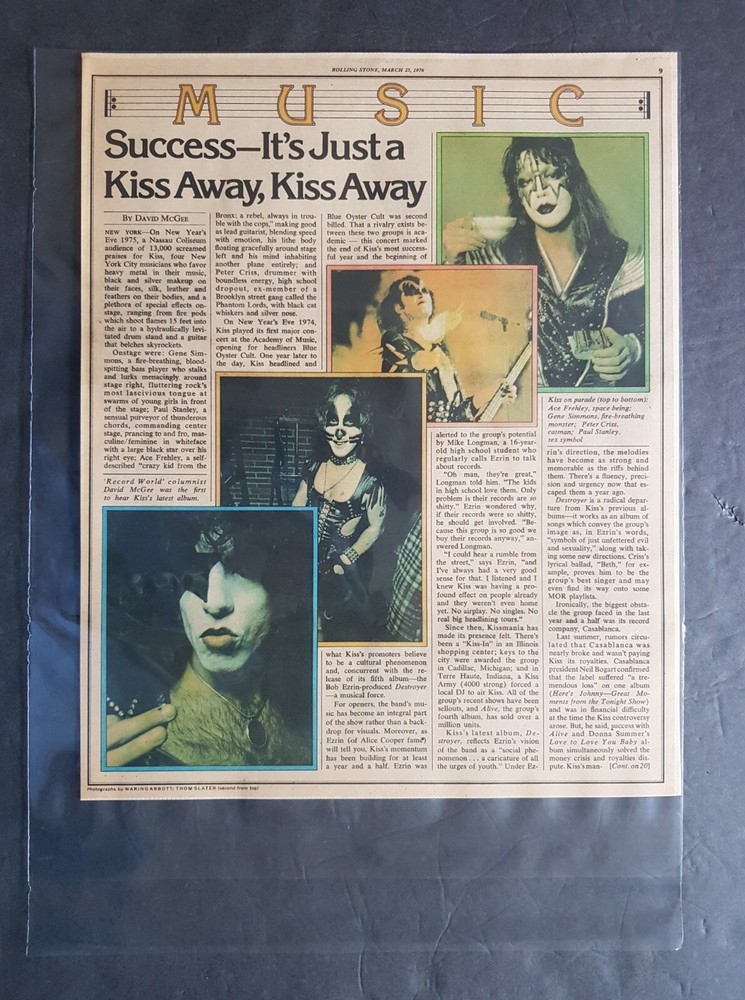 ROLLING STONE, MARCH 25, 1976
9
MUSIC
Success—It's Just a
Kiss Away, Kiss Away
BY DAVID MCGEE
NEW YORK—On New Year's
Eve 1975, a Nassau Coliseum
audience of 13,000 screamed
praises for Kiss, four New
York City musicians who favor
heavy metal in their music,
black and silver makeup on
their faces, silk, leather and
feathers on their bodies, and a
plethora of special effects on-
stage, ranging from fire pods
which shoot flames 15 feet into
the air to a hydraulically levi-
tated drum stand and a guitar
that belches skyrockets.
Onstage were: Gene Sim-
mons, a fire-breathing, blood-
spitting bass player who stalks
and lurks menacingly around
stage right, fluttering rock's
most lascivious tongue at
swarms of young girls in front
of the stage; Paul Stanley, a
sensual purveyor of thunderous
chords, commanding center
stage, prancing to and fro, mas-
culine/feminine in whiteface
with a large black star over his
right eye; Ace Frehley, a self-
described "crazy kid from the
'Record World' columnist
David McGee was the first
to hear Kiss's latest album.
Bronx; a rebel, always in trou-
ble with the cops," making good
as lead guitarist, blending speed
with emotion, his lithe body
floating gracefully around stage
left and his mind inhabiting
another plane entirely; and
Peter Criss, drummer with
boundless energy, high school
dropout, ex-member of a
Brooklyn street gang called the
Phantom Lords, with black cat
whiskers and silver nose.
On New Year's Eve 1974,
Kiss played its first major con-
cert at the Academy of Music,
opening for headliners Blue
Oyster Cult. One year later to
the day, Kiss headlined and
Blue Oyster Cult was second
billed. That a rivalry exists be-
tween these two groups is aca-
demic — this concert marked
the end of Kiss's most success-
ful year and the beginning of
what Kiss's promoters believe
to be a cultural phenomenon
and, concurrent with the re-
lease of its fifth album—the
Bob Ezrin-produced Destroyer
—a musical force.
For openers, the band's mu-
sic has become an integral part
of the show rather than a back-
drop for visuals. Moreover, as
Ezrin (of Alice Cooper fame)
will tell you, Kiss's momentum
has been building for at least
a year and a half. Ezrin was
alerted to the group's potential
by Mike Longman, a 16-year-
old high school student who
regularly calls Ezrin to talk
about records.
"Oh man, they're great,"
Longman told him. "The kids
in high school love them. Only
problem is their records are so
shitty." Ezrin wondered why,
if their records were so shitty,
he should get involved. "Be-
cause this group is so good we
buy their records anyway," an-
swered Longman.
"I could hear a rumble from
the street," says Ezrin, "and
I've always had a very good
sense for that. I listened and I
knew Kiss was having a pro-
found effect on people already
and they weren't even home
yet. No airplay. No singles. No
real big headlining tours."
Since then, Kissmania has
made its presence felt. There's
been a "Kiss-In" in an Illinois
shopping center; keys to the
city were awarded the group
in Cadillac, Michigan; and in
Terre Haute, Indiana, a Kiss
Army (4000 strong) forced a
local DJ to air Kiss. All of the
group's recent shows have been
sellouts, and Alive, the group's
fourth album, has sold over a
million units.
Kiss's latest album, De-
stroyer, reflects Ezrin's vision
of the band as a "social phe-
nomenon . . . a caricature of all
the urges of youth." Under Ez-
Kiss on parade (top to bottom):
Ace Frehley, space being;
Gene Simmons, fire-breathing
monster; Peter Criss,
catman; Paul Stanley,
sex symbol
rin's direction, the melodies
have become as strong and
memorable as the riffs behind
them. There's a fluency, preci-
sion and urgency now that es-
caped them a year ago.
Destroyer is a radical depar-
ture from Kiss's previous al-
bums—it works as an album of
songs which convey the group's
image as, in Ezrin's words,
"symbols of just unfettered evil
and sexuality," along with tak-
ing some new directions. Criss's
lyrical ballad, "Beth," for ex-
ample, proves him to be the
group's best singer and may
even find its way onto some
MOR playlists.
Ironically, the biggest obsta-
cle the group faced in the last
year and a half was its record
company, Casablanca.
Last summer, rumors circu-
lated that Casablanca was
nearly broke and wasn't paying
Kiss its royalties. Casablanca
president Neil Bogart confirmed
that the label suffered "a tre-
mendous loss" on one album
(Here's Johnny—Great Mo-
ments from the Tonight Show)
and was in financial difficulty
at the time the Kiss controversy
arose. But, he said, success with
Alive and Donna Summer's
Love to Love You Baby al-
bum simultaneously solved the
money crisis and royalties dis-
pute. Kiss's man- [Cont. on 20]
Photographs by WARING ABBOTT; THOM SLATER (second from top)